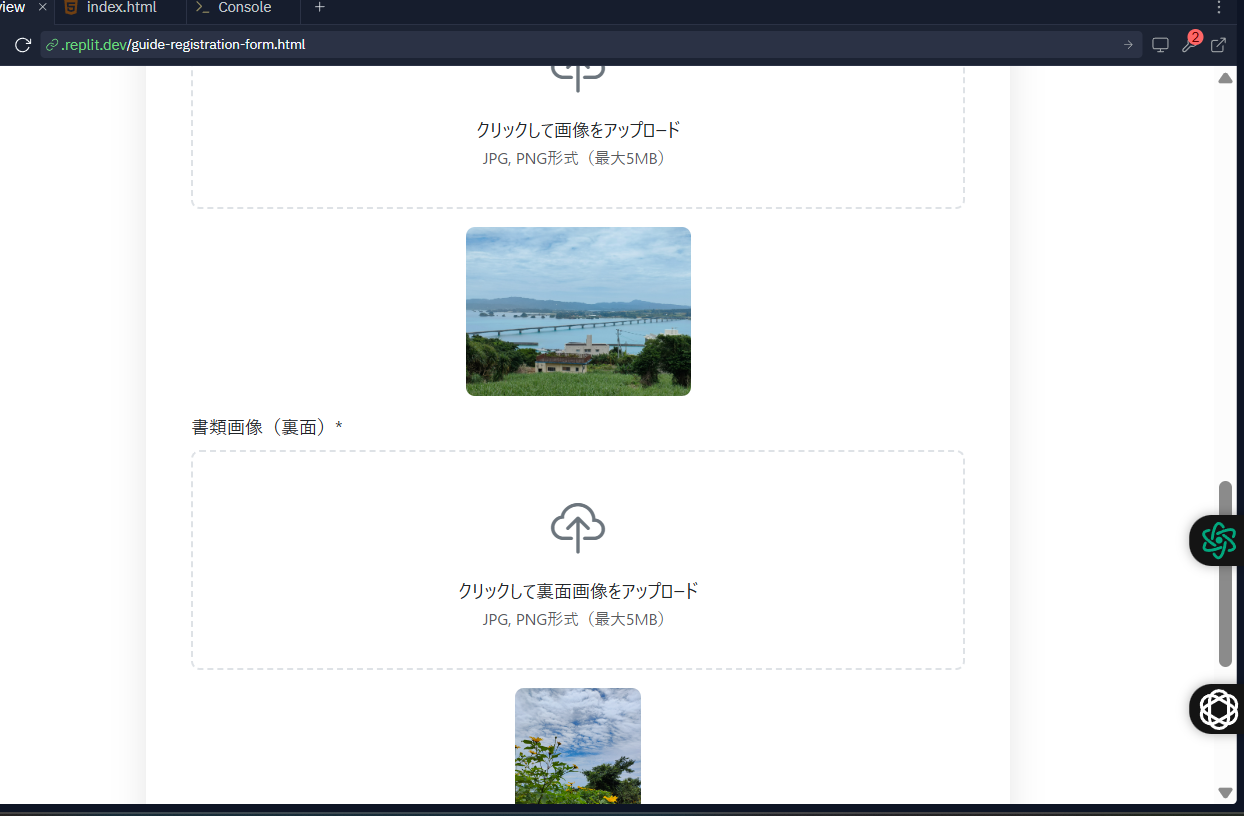 iew × index.html >_ Console +
.replit.dev/guide-registration-form.html
2
クリックして画像をアップロード
JPG, PNG形式（最大5MB）
書類画像（裏面）*
クリックして裏面画像をアップロード
JPG, PNG形式（最大5MB）